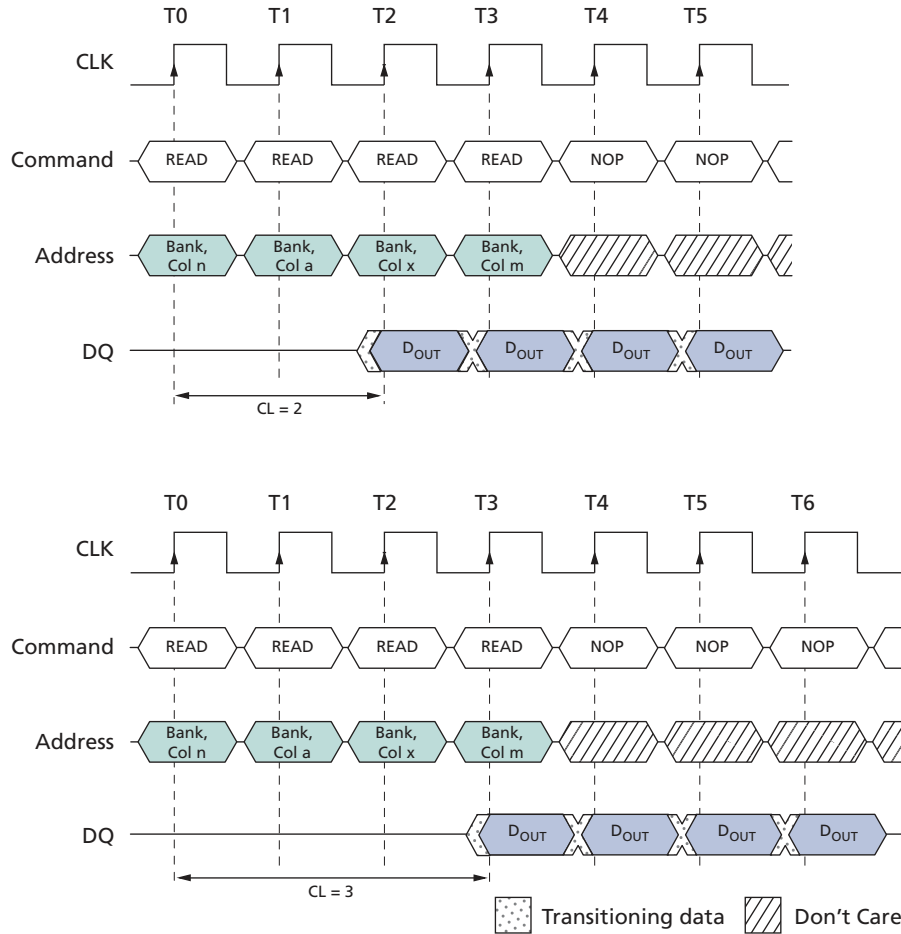 T0 T1 T2 T3 T4 T5
CLK
Command READ READ READ READ NOP NOP
Address Bank, Col n Bank, Col a Bank, Col x Bank, Col m
DQ DOUT DOUT DOUT DOUT
CL = 2
T0 T1 T2 T3 T4 T5 T6
CLK
Command READ READ READ READ NOP NOP NOP
Address Bank, Col n Bank, Col a Bank, Col x Bank, Col m
DQ DOUT DOUT DOUT DOUT
CL = 3
Transitioning data Don't Care